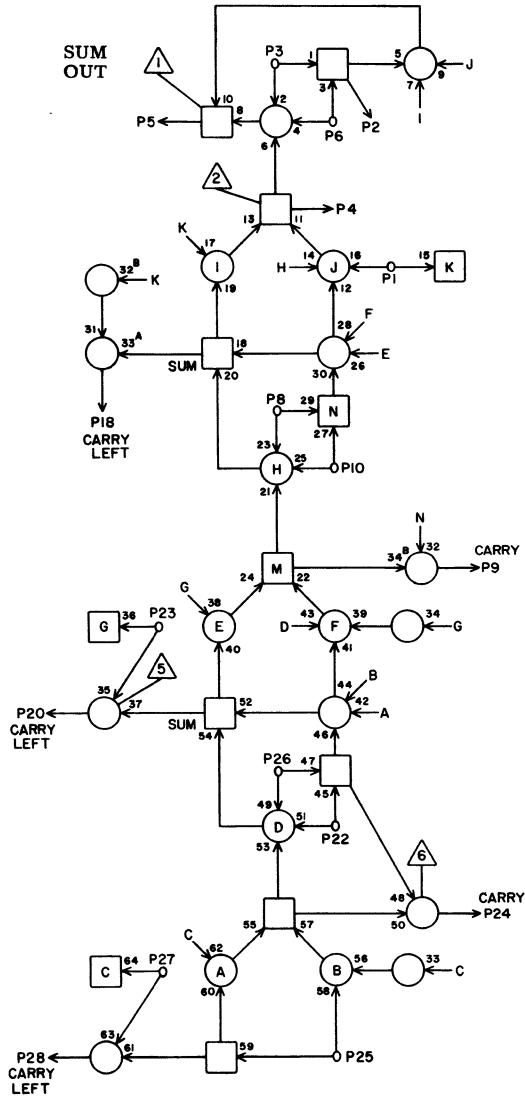 SUM
OUT
1
P3
1
5
9
J
3
7
I
10
8
2
4
P5
P6
P2
6
2
13
11
P4
K
17
I
19
H
14
J
16
12
P1
15
K
32B
K
31
33A
SUM
18
20
28
F
26
E
30
P18
CARRY
LEFT
P8
29
N
27
23
H
25
P10
21
N
34B
32
CARRY
P9
M
24
22
G
38
E
40
D
43
F
39
41
34
G
G
36
P23
5
35
37
P20
CARRY
LEFT
SUM
52
54
44
B
42
A
46
P26
47
45
49
D
51
P22
53
6
48
50
CARRY
P24
55
57
C
62
A
60
B
56
58
33
C
C
64
P27
63
61
P28
CARRY
LEFT
59
P25